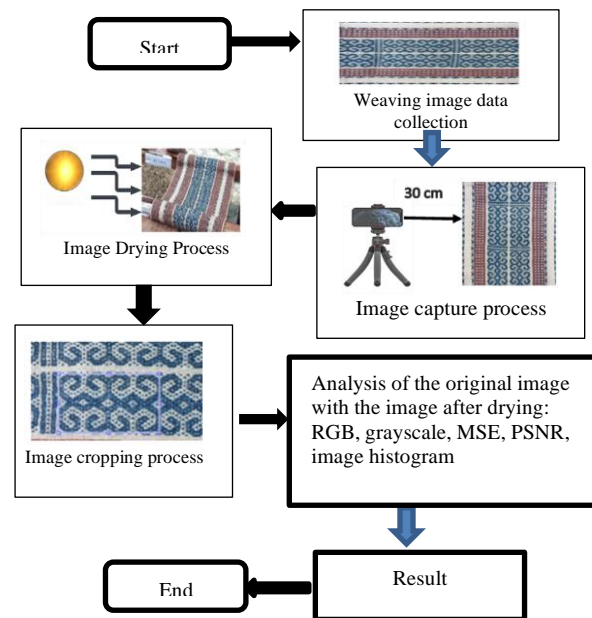 Start
Weaving image data
collection
30 cm
Image capture process
Image Drying Process
Image cropping process
Analysis of the original image
with the image after drying:
RGB, grayscale, MSE, PSNR,
image histogram
Result
End